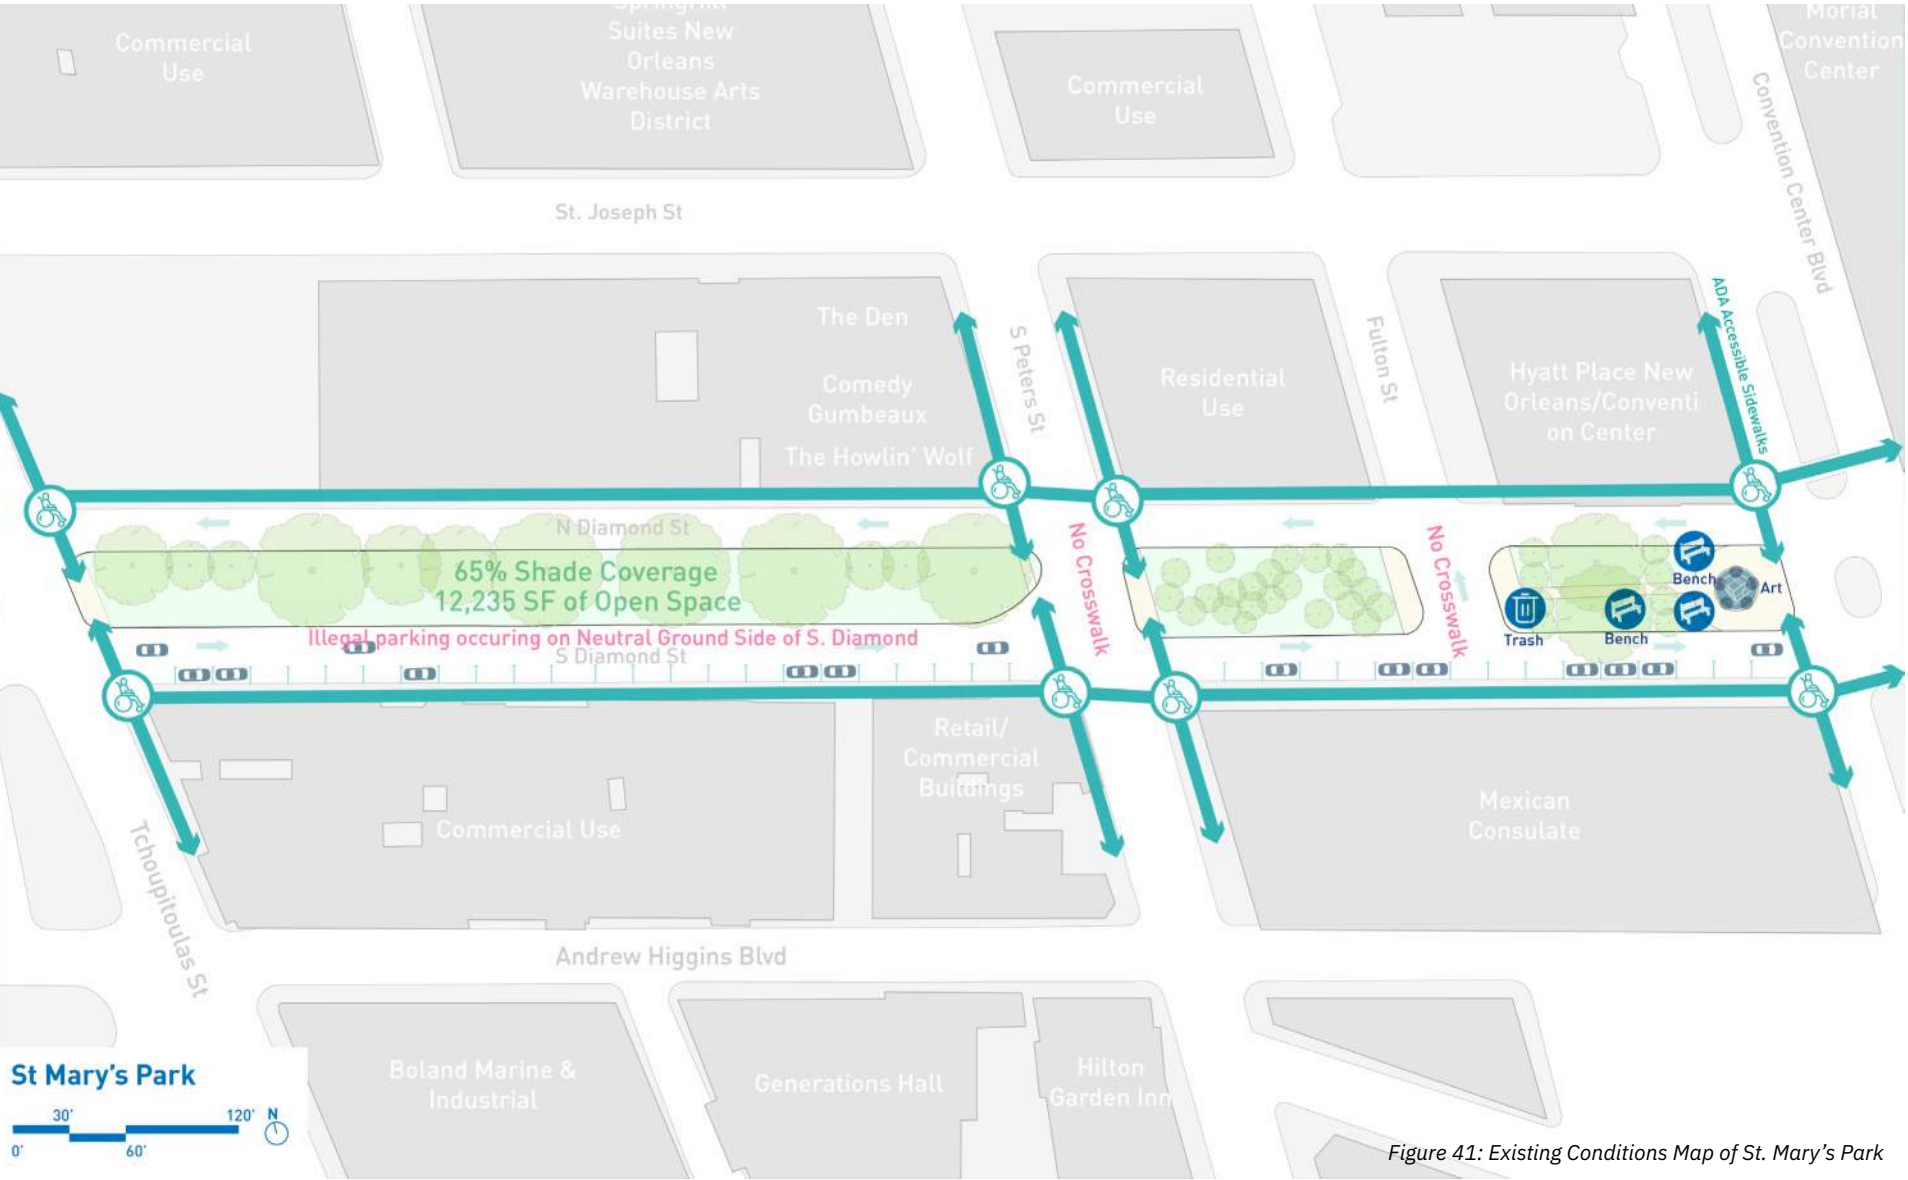 Commercial
Use
Springhill
Suites New
Orleans
Warehouse Arts
District
Commercial
Use
Morial
Convention
Center
Convention Center Blvd
St. Joseph St
The Den
Comedy
Gumbeaux
The Howlin' Wolf
S Peters St
Residential
Use
Fulton St
Hyatt Place New
Orleans/Conventi
on Center
ADA Accessible Sidewalks
N Diamond St
65% Shade Coverage
12,235 SF of Open Space
Illegal parking occuring on Neutral Ground Side of S. Diamond
S Diamond St
No Crosswalk
No Crosswalk
Bench
Art
Trash
Bench
Retail/
Commercial
Buildings
Commercial Use
Mexican
Consulate
Tchoupitoulas St
Andrew Higgins Blvd
Boland Marine &
Industrial
Generations Hall
Hilton
Garden Inn
St Mary's Park
30'
120'
N
0'
60'
Figure 41: Existing Conditions Map of St. Mary's Park